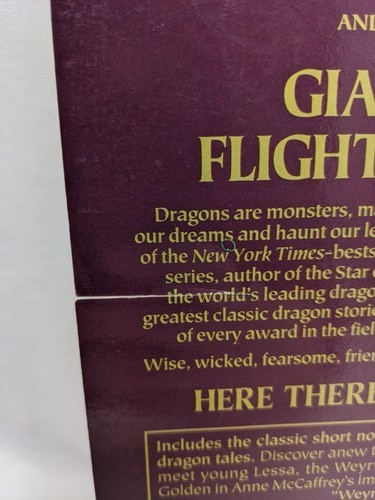 AND
GIA
FLIGHT
Dragons are monsters, ma
our dreams and haunt our le
of the New York Times-bests
series, author of the Star
the world's leading drago
greatest classic dragon storie
of every award in the fiel
Wise, wicked, fearsome, frien
HERE THERE
Includes the classic short no
dragon tales. Discover anew t
meet young Lessa, the Weyr
Golden in Anne McCaffrey's im
"Weyr